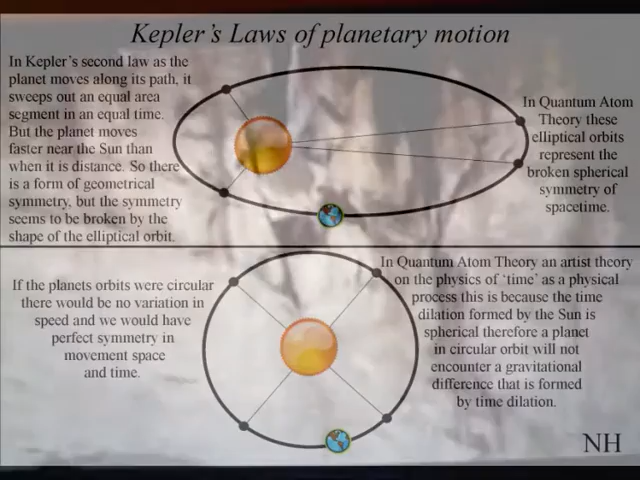 Kepler's Laws of planetary motion
In Kepler's second law as the
planet moves along its path, it
sweeps out an equal area
segment in an equal time.
But the planet moves
faster near the Sun than
when it is distance. So there
is a form of geometrical
symmetry, but the symmetry
seems to be broken by the
shape of the elliptical orbit.
In Quantum Atom
Theory these
elliptical orbits
represent the
broken spherical
symmetry of
spacetime.
If the planets orbits were circular
there would be no variation in
speed and we would have
perfect symmetry in
movement space
and time.
In Quantum Atom Theory an artist theory
on the physics of 'time' as a physical
process this is because the time
dilation formed by the Sun is
spherical therefore a planet
in circular orbit will not
encounter a gravitational
difference that is formed
by time dilation.
NH